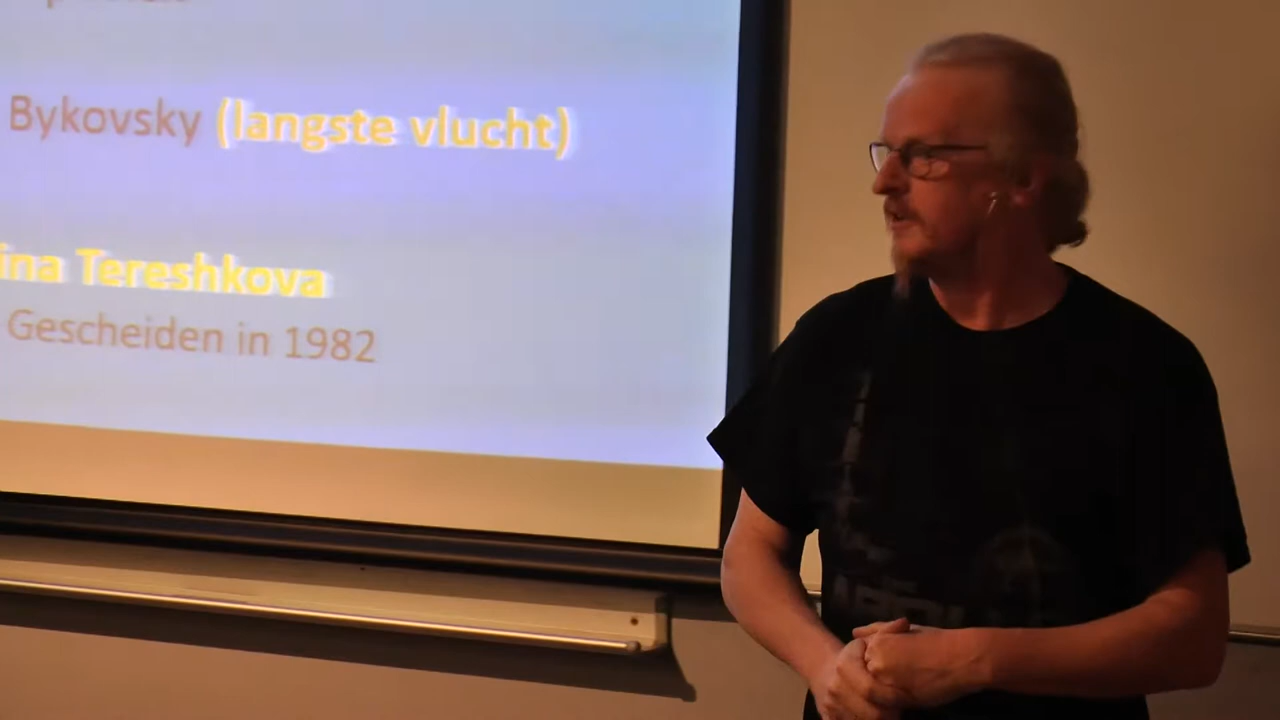 Bykovsky (langste vlucht)
ina Tereshkova
Gescheiden in 1982